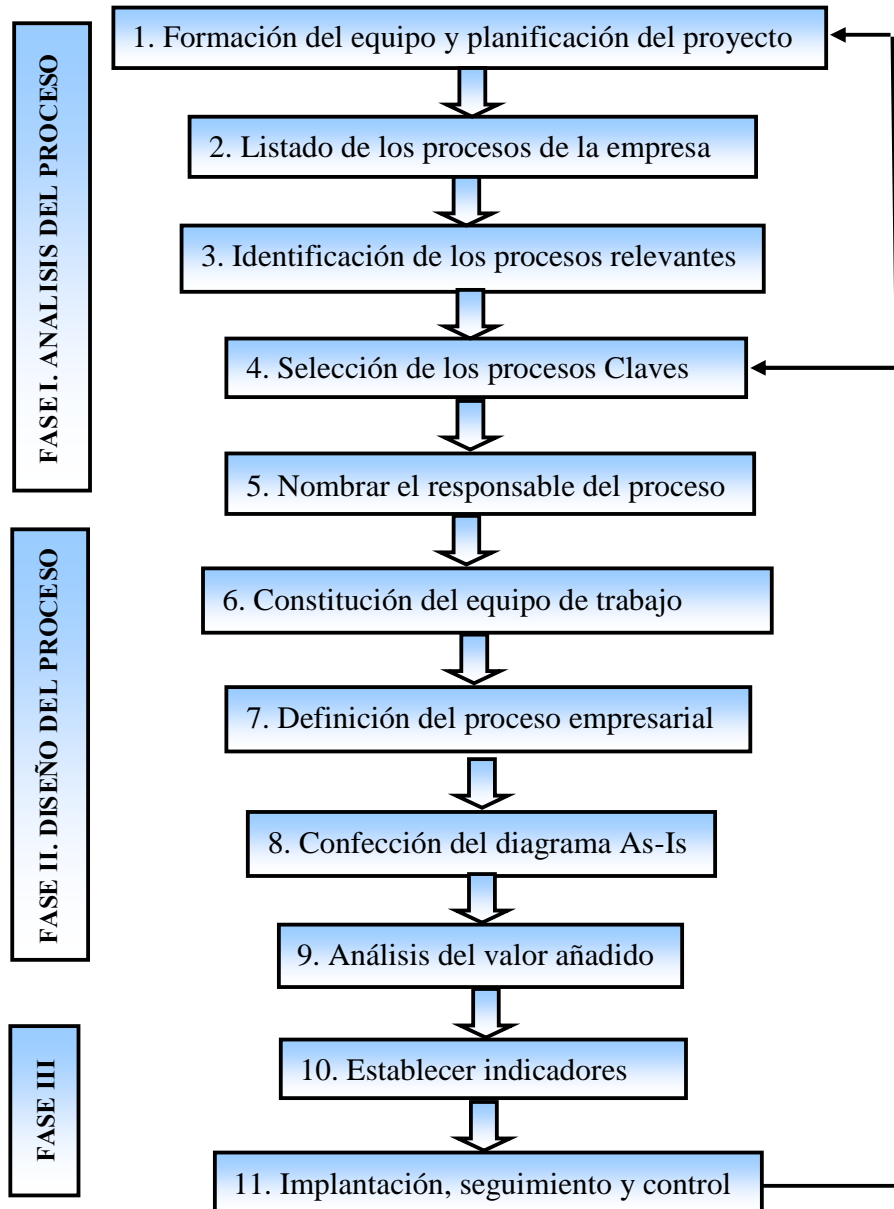 FASE I. ANALISIS DEL PROCESO
1. Formación del equipo y planificación del proyecto
2. Listado de los procesos de la empresa
3. Identificación de los procesos relevantes
4. Selección de los procesos Claves
5. Nombrar el responsable del proceso
FASE II. DISEÑO DEL PROCESO
6. Constitución del equipo de trabajo
7. Definición del proceso empresarial
8. Confección del diagrama As-Is
9. Análisis del valor añadido
FASE III
10. Establecer indicadores
11. Implantación, seguimiento y control